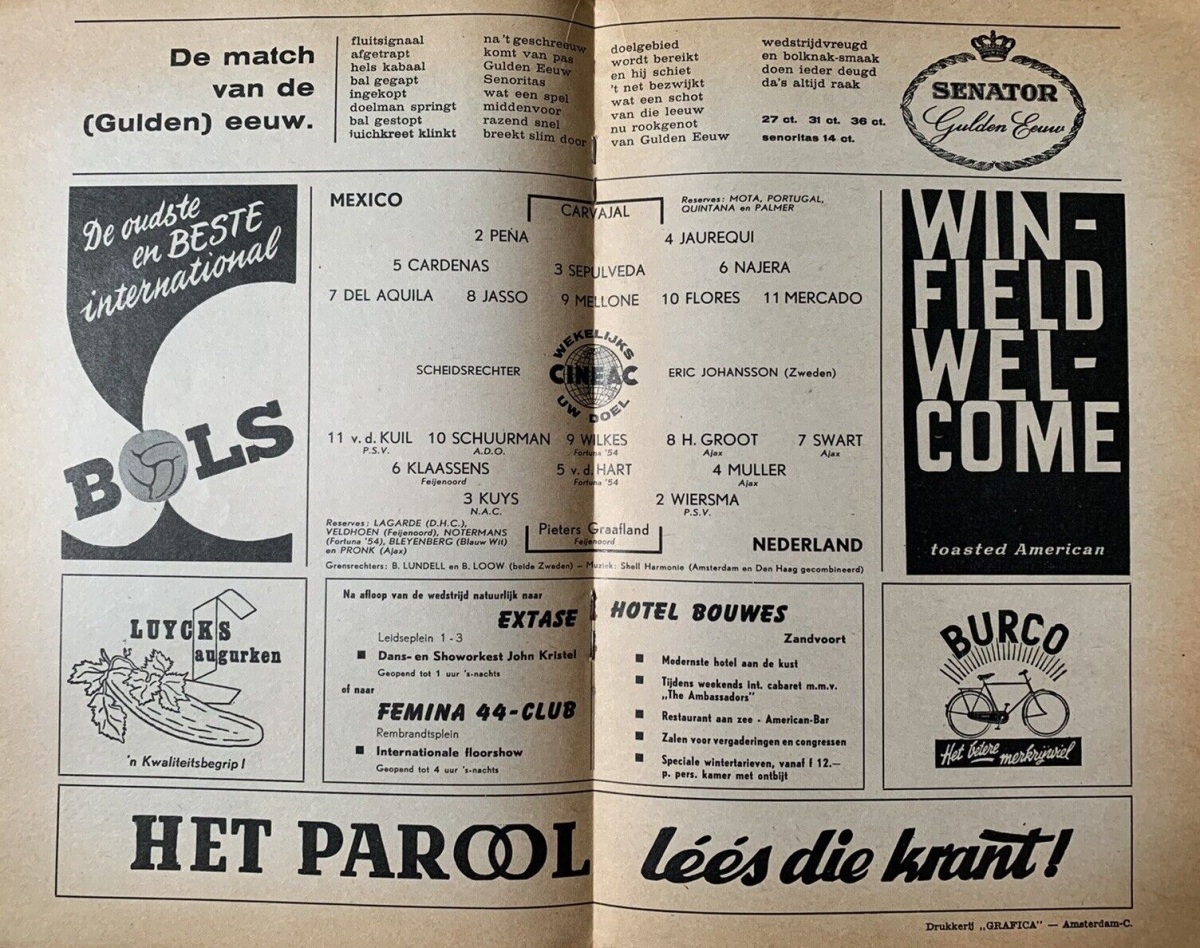 De match
van de
(Gulden) eeuw.
fluitsignaal
afgetrapt
hels kabaal
bal gegapt
ingekopt
doelman springt
bal gestopt
luichkreet klinkt
na't geschreeuw
komt van pas
Gulden Eeuw
Senoritas
wat een spel
middenvoor
razend snel
breekt slim door
doelgebied
wordt bereikt
en hij schiet
't net bezwijkt
wat een schot
van die leeuw
nu rookgenot
van Gulden Eeuw
wedstrijdvreugd
en bolknak-smaak
doen ieder deugd
da's altijd raak
27 ct. 31 ct. 36 ct.
senoritas 14 ct.
SENATOR
Gulden Eeuw
De oudste
en BESTE
international
BOLS
MEXICO
CARVAJAL
Reserves: MOTA, PORTUGAL,
QUINTANA en PALMER
2 PEÑA 4 JAUREQUI
5 CARDENAS 3 SEPULVEDA 6 NAJERA
7 DEL AQUILA 8 JASSO 9 MELLONE 10 FLORES 11 MERCADO
SCHEIDSRECHTER
WEKELIJKS
CINEAC
UW DOEL
ERIC JOHANSSON (Zweden)
11 v.d. KUIL 10 SCHUURMAN 9 WILKES 8 H. GROOT 7 SWART
P.S.V. A.D.O. Fortuna '54 Ajax Ajax
6 KLAASSENS 5 v.d. HART 4 MULLER
Feijenoord Fortuna '54 Ajax
3 KUYS 2 WIERSMA
N.A.C. P.S.V.
Reserves: LAGARDE (D.H.C.),
VELDHOEN (Feijenoord), NOTERMANS
(Fortuna '54), BLEYENBERG (Blauw Wit)
en PRONK (Ajax)
Pieters Graafland
Feijenoord
NEDERLAND
Grensrechters: B. LUNDELL en B. LOOW (beide Zweden) – Muziek: Shell Harmonie (Amsterdam en Den Haag gecombineerd)
WIN-
FIELD
WEL-
COME
toasted American
LUYCKS
augurken
'n Kwaliteitsbegrip!
Na afloop van de wedstrijd natuurlijk naar
EXTASE
Leidseplein 1 - 3
■ Dans- en Showorkest John Kristel
Geopend tot 1 uur 's-nachts
of naar
FEMINA 44-CLUB
Rembrandtsplein
■ Internationale floorshow
Geopend tot 4 uur 's-nachts
HOTEL BOUWES
Zandvoort
■ Modernste hotel aan de kust
■ Tijdens weekends int. cabaret m.m.v.
„The Ambassadors"
■ Restaurant aan zee - American-Bar
■ Zalen voor vergaderingen en congressen
■ Speciale wintertarieven, vanaf f 12.—
p. pers. kamer met ontbijt
BURCO
Het betere merkrijwiel
HET PAROOL léés die krant!
Drukkerij „GRAFICA" — Amsterdam-C.